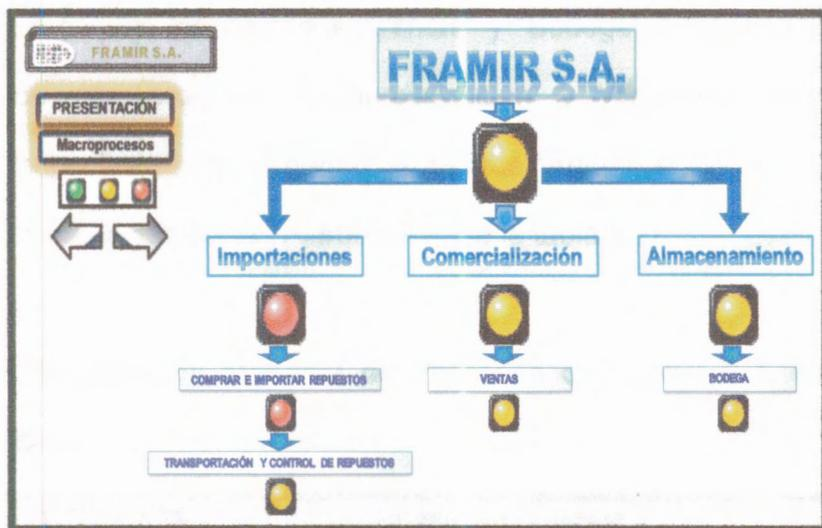 FRAMIR S.A.
FRAMIR S.A.
PRESENTACIÓN
Macroprocesos
Importaciones
Comercialización
Almacenamiento
COMPRAR E IMPORTAR REPUESTOS
VENTAS
BODEGA
TRANSPORTACIÓN Y CONTROL DE REPUESTOS